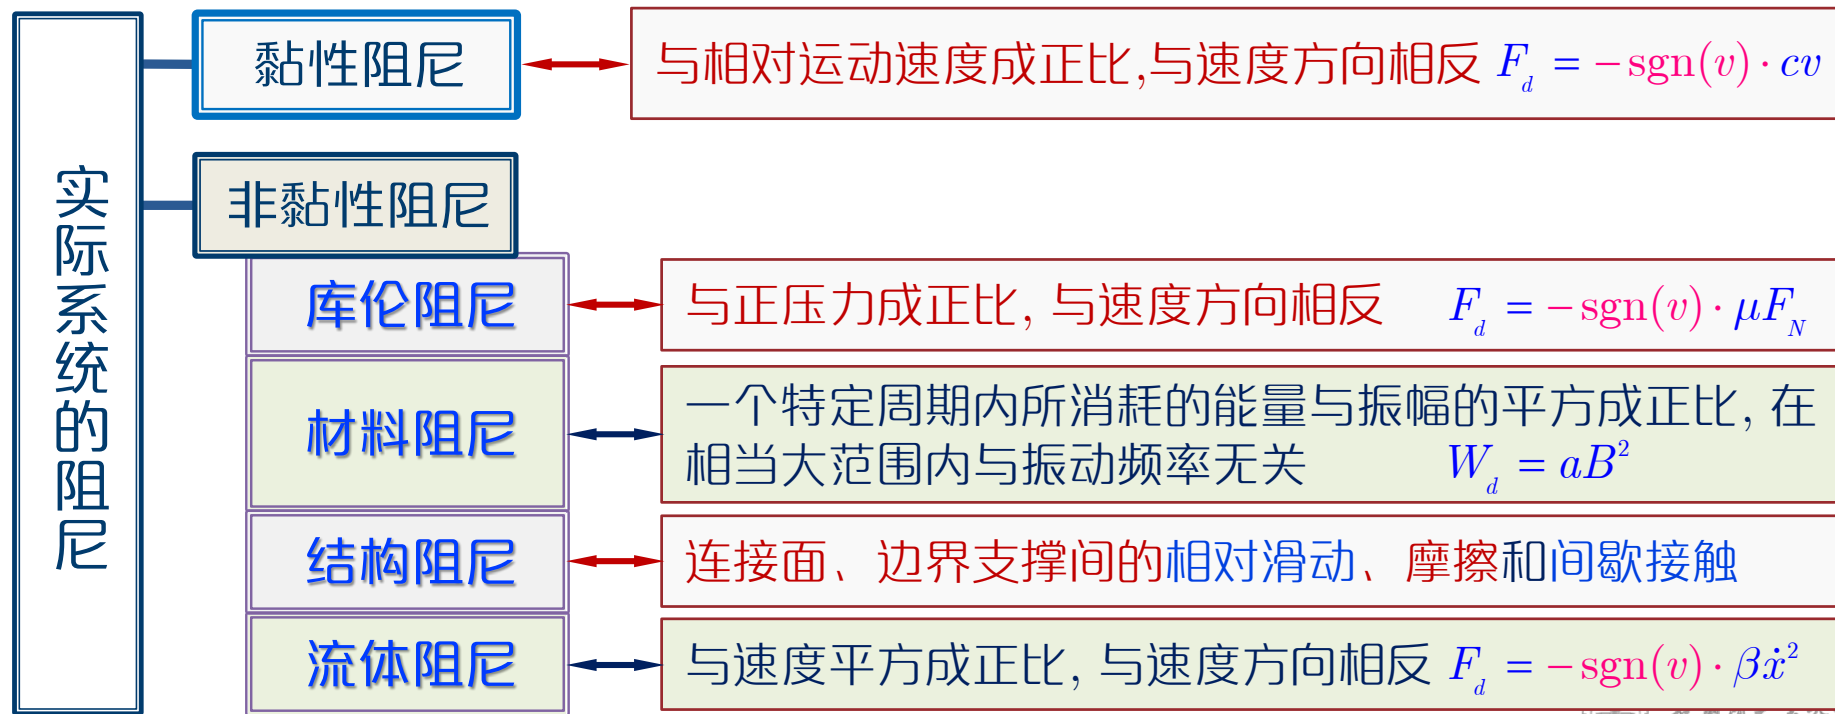 实际系统的阻尼
黏性阻尼
与相对运动速度成正比,与速度方向相反 F_d = −sgn(v)·cv
非黏性阻尼
库伦阻尼
与正压力成正比, 与速度方向相反 F_d = −sgn(v)·μF_N
材料阻尼
一个特定周期内所消耗的能量与振幅的平方成正比, 在
相当大范围内与振动频率无关 W_d = aB²
结构阻尼
连接面、边界支撑间的相对滑动、摩擦和间歇接触
流体阻尼
与速度平方成正比, 与速度方向相反 F_d = −sgn(v)·βẋ²